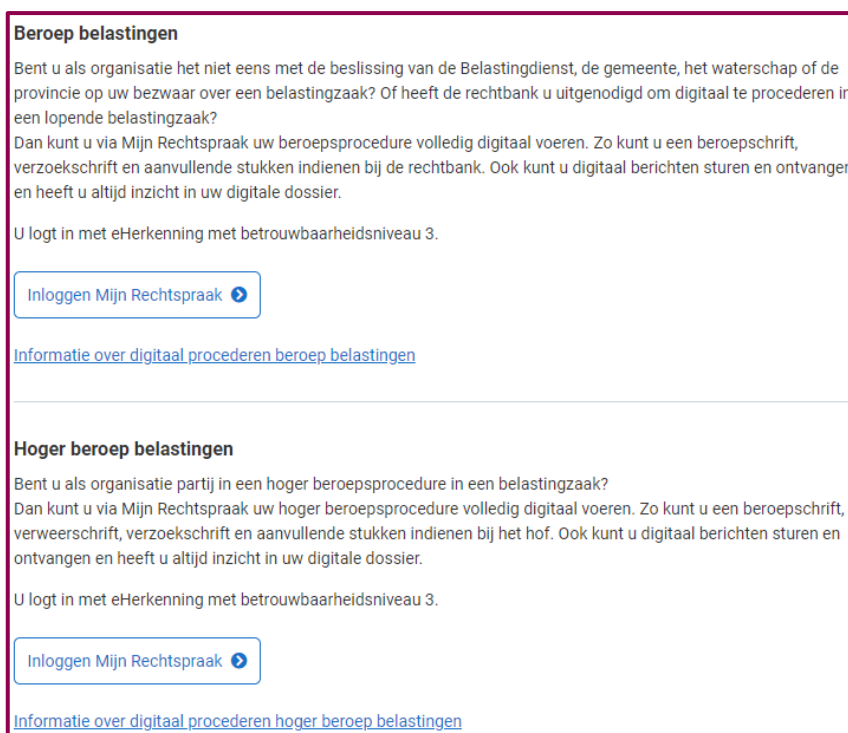 Beroep belastingen
Bent u als organisatie het niet eens met de beslissing van de Belastingdienst, de gemeente, het waterschap of de
provincie op uw bezwaar over een belastingzaak? Of heeft de rechtbank u uitgenodigd om digitaal te procederen in
een lopende belastingzaak?
Dan kunt u via Mijn Rechtspraak uw beroepsprocedure volledig digitaal voeren. Zo kunt u een beroepschrift,
verzoekschrift en aanvullende stukken indienen bij de rechtbank. Ook kunt u digitaal berichten sturen en ontvangen
en heeft u altijd inzicht in uw digitale dossier.
U logt in met eHerkenning met betrouwbaarheidsniveau 3.
Inloggen Mijn Rechtspraak
Informatie over digitaal procederen beroep belastingen
Hoger beroep belastingen
Bent u als organisatie partij in een hoger beroepsprocedure in een belastingzaak?
Dan kunt u via Mijn Rechtspraak uw hoger beroepsprocedure volledig digitaal voeren. Zo kunt u een beroepschrift,
verweerschrift, verzoekschrift en aanvullende stukken indienen bij het hof. Ook kunt u digitaal berichten sturen en
ontvangen en heeft u altijd inzicht in uw digitale dossier.
U logt in met eHerkenning met betrouwbaarheidsniveau 3.
Inloggen Mijn Rechtspraak
Informatie over digitaal procederen hoger beroep belastingen